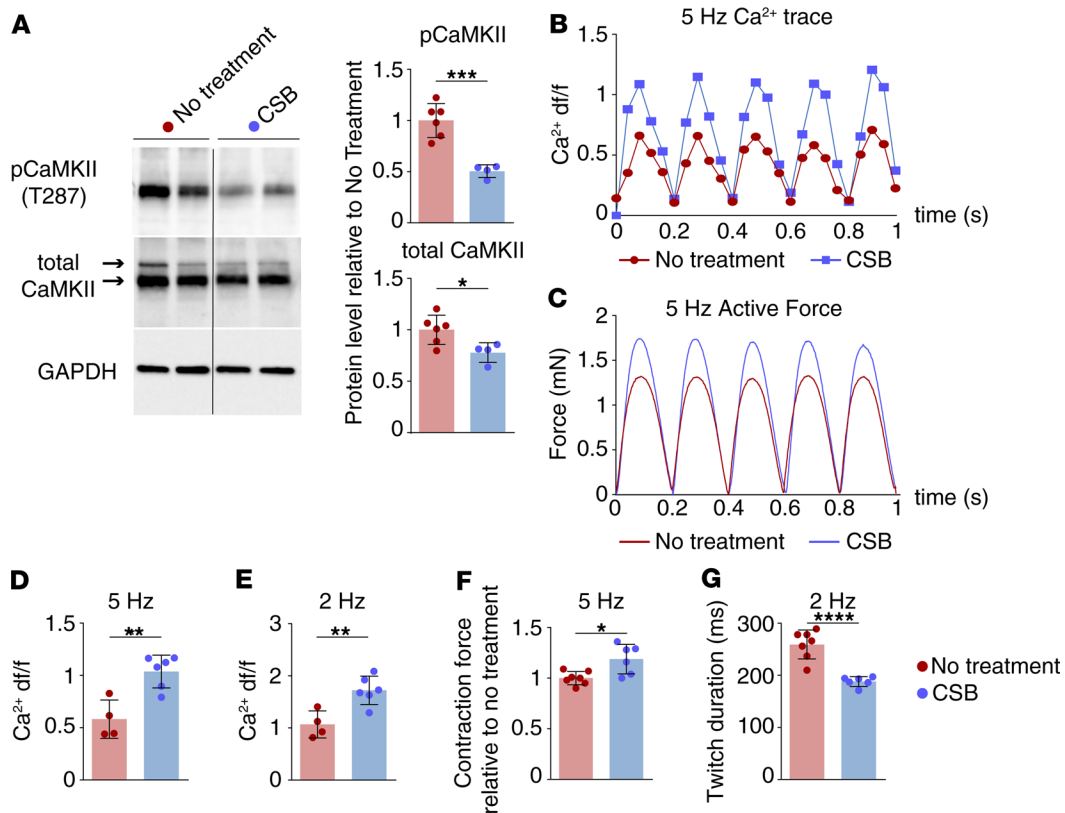 A
No treatment
CSB
pCaMKII
(T287)
total
CaMKII
GAPDH
Protein level relative to No Treatment
pCaMKII
1.5
1
0.5
0
***
total CaMKII
1.5
1
0.5
0
*
B
5 Hz Ca²⁺ trace
Ca²⁺ df/f
1.5
1
0.5
0
0 0.2 0.4 0.6 0.8 1
time (s)
No treatment CSB
C
5 Hz Active Force
Force (mN)
2
1.5
1
0.5
0
0 0.2 0.4 0.6 0.8 1
time (s)
No treatment CSB
D
5 Hz
Ca²⁺ df/f
1.5
1
0.5
0
**
E
2 Hz
Ca²⁺ df/f
3
2
1
0
**
F
5 Hz
Contraction force
relative to no treatment
1.5
1
0.5
0
*
G
2 Hz
Twitch duration (ms)
300
200
100
0
****
No treatment
CSB